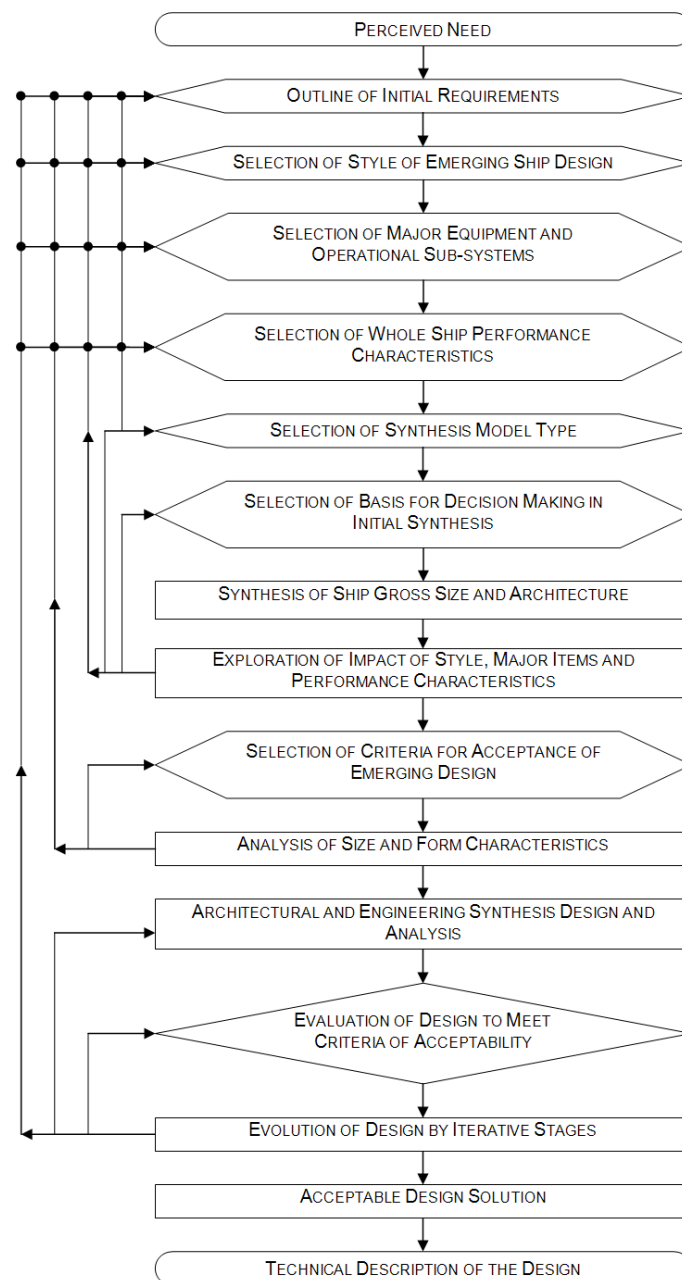 PERCEIVED NEED
OUTLINE OF INITIAL REQUIREMENTS
SELECTION OF STYLE OF EMERGING SHIP DESIGN
SELECTION OF MAJOR EQUIPMENT AND
OPERATIONAL SUB-SYSTEMS
SELECTION OF WHOLE SHIP PERFORMANCE
CHARACTERISTICS
SELECTION OF SYNTHESIS MODEL TYPE
SELECTION OF BASIS FOR DECISION MAKING IN
INITIAL SYNTHESIS
SYNTHESIS OF SHIP GROSS SIZE AND ARCHITECTURE
EXPLORATION OF IMPACT OF STYLE, MAJOR ITEMS AND
PERFORMANCE CHARACTERISTICS
SELECTION OF CRITERIA FOR ACCEPTANCE OF
EMERGING DESIGN
ANALYSIS OF SIZE AND FORM CHARACTERISTICS
ARCHITECTURAL AND ENGINEERING SYNTHESIS DESIGN AND
ANALYSIS
EVALUATION OF DESIGN TO MEET
CRITERIA OF ACCEPTABILITY
EVOLUTION OF DESIGN BY ITERATIVE STAGES
ACCEPTABLE DESIGN SOLUTION
TECHNICAL DESCRIPTION OF THE DESIGN